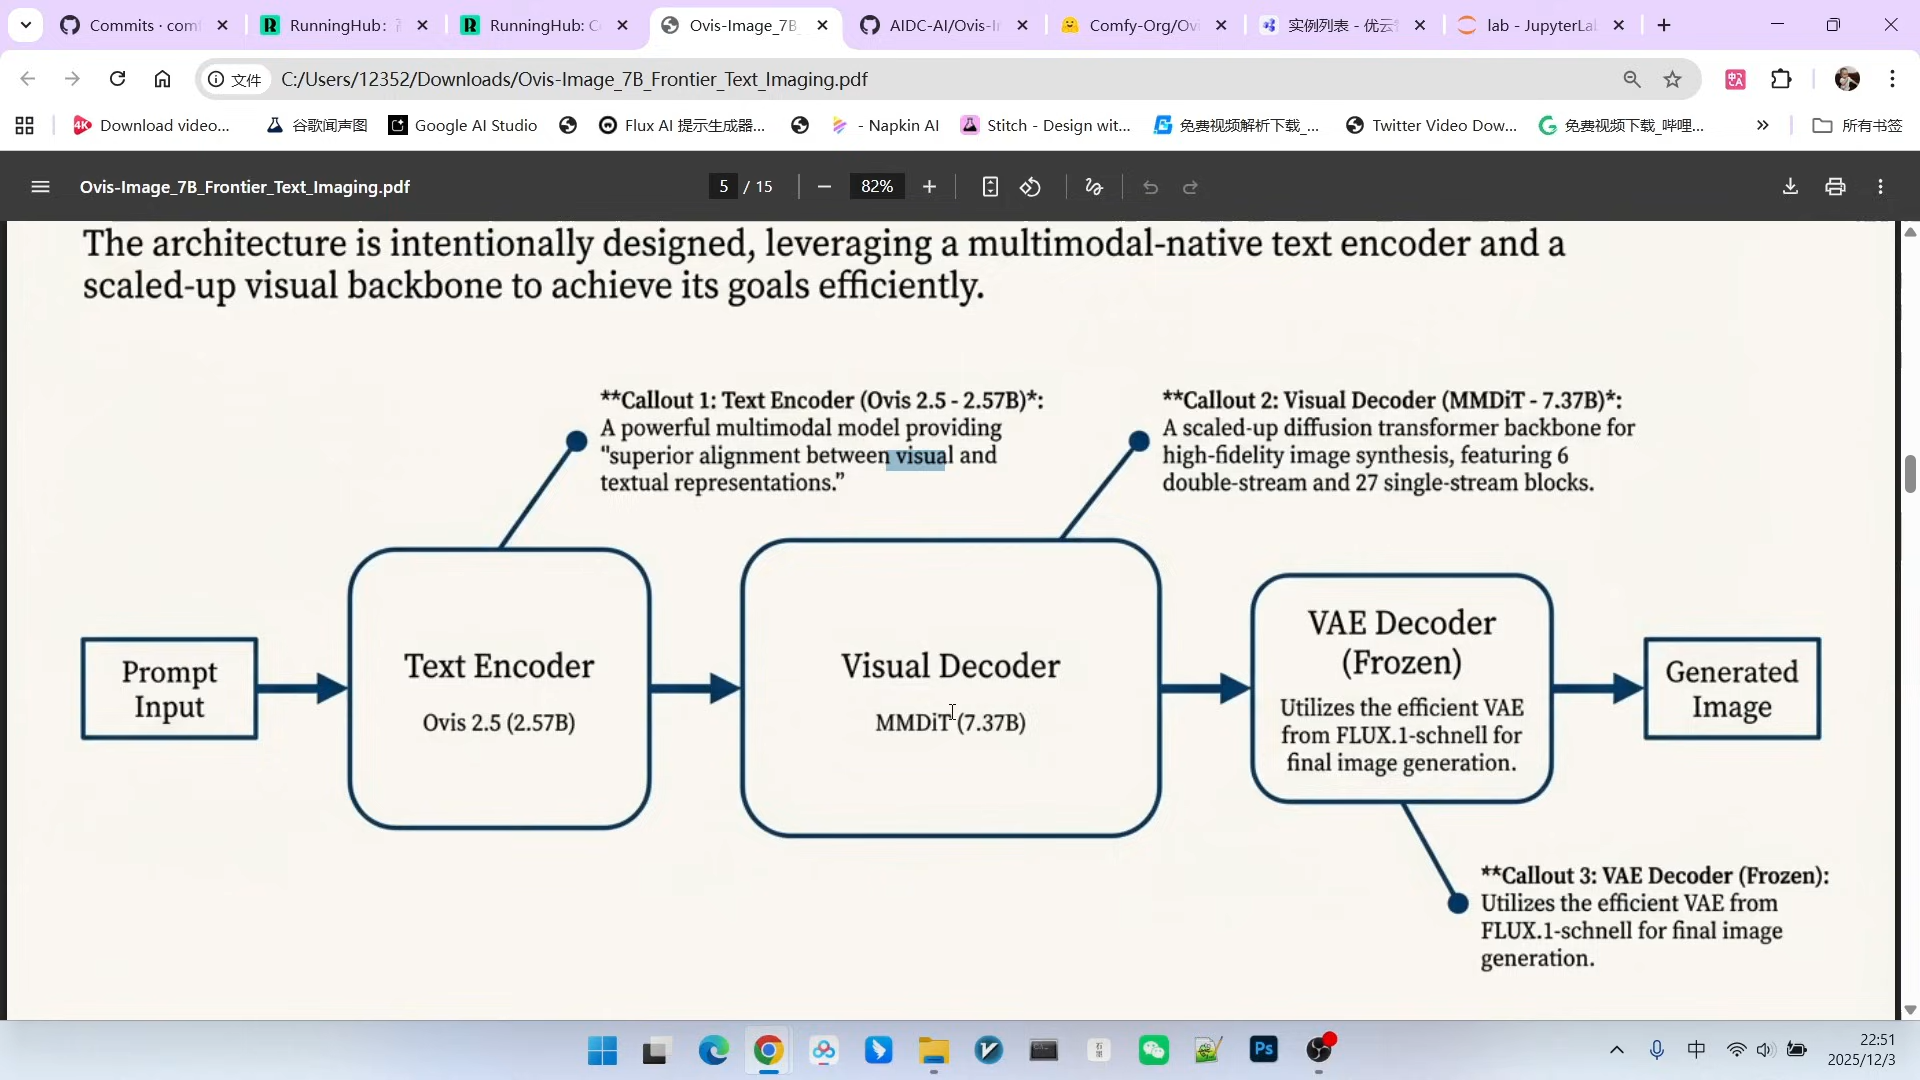 Commits · com
RunningHub：
RunningHub: C
Ovis-Image_7B_
AIDC-AI/Ovis-I
Comfy-Org/Ovi
实例列表 - 优云
lab - JupyterLa
文件
C:/Users/12352/Downloads/Ovis-Image_7B_Frontier_Text_Imaging.pdf
Download video...
谷歌闻声图
Google AI Studio
Flux AI 提示生成器...
- Napkin AI
Stitch - Design wit...
免费视频解析下载_...
Twitter Video Dow...
免费视频下载_哔哩...
»
所有书签
Ovis-Image_7B_Frontier_Text_Imaging.pdf
5 / 15
82%
The architecture is intentionally designed, leveraging a multimodal-native text encoder and a
scaled-up visual backbone to achieve its goals efficiently.
**Callout 1: Text Encoder (Ovis 2.5 - 2.57B)*:
A powerful multimodal model providing
"superior alignment between visual and
textual representations.”
**Callout 2: Visual Decoder (MMDiT - 7.37B)*:
A scaled-up diffusion transformer backbone for
high-fidelity image synthesis, featuring 6
double-stream and 27 single-stream blocks.
Prompt
Input
Text Encoder
Ovis 2.5 (2.57B)
Visual Decoder
MMDiT (7.37B)
VAE Decoder
(Frozen)
Utilizes the efficient VAE
from FLUX.1-schnell for
final image generation.
Generated
Image
**Callout 3: VAE Decoder (Frozen):
Utilizes the efficient VAE from
FLUX.1-schnell for final image
generation.
Ps
中
22:51
2025/12/3